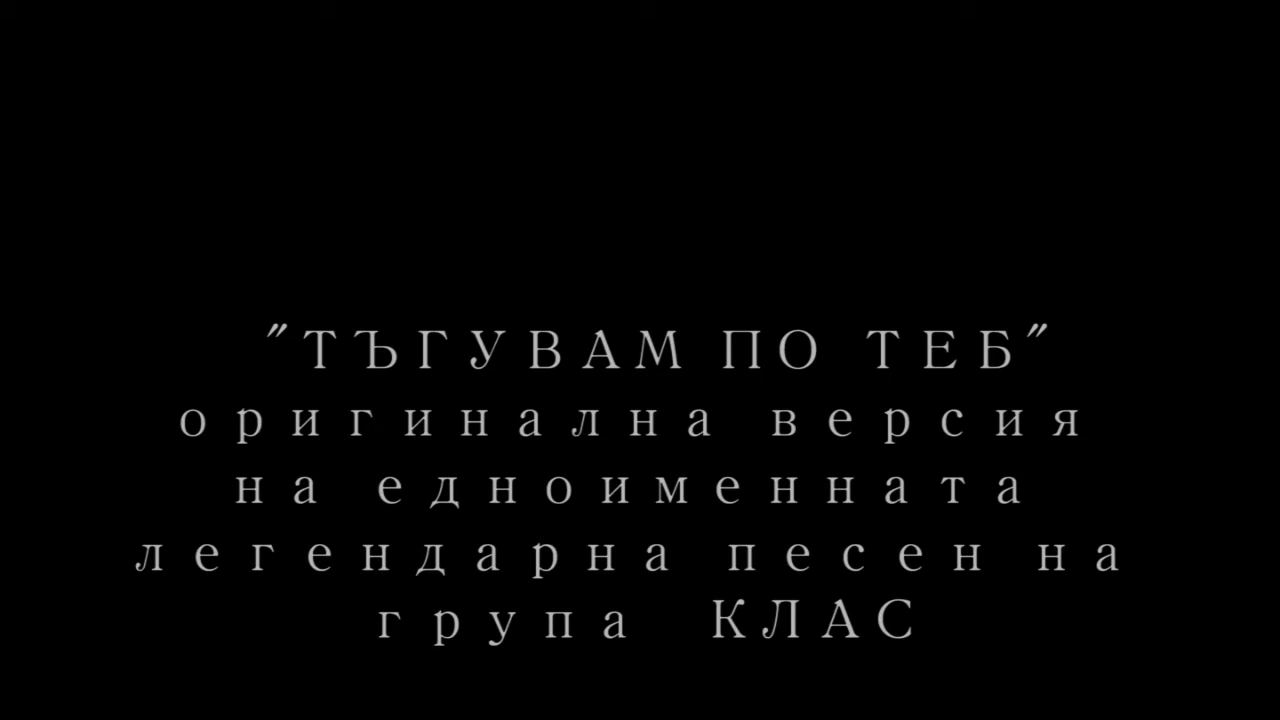 "ТЪГУВАМ ПО ТЕБ"
оригинална версия
на едноименната
легендарна песен на
група КЛАС